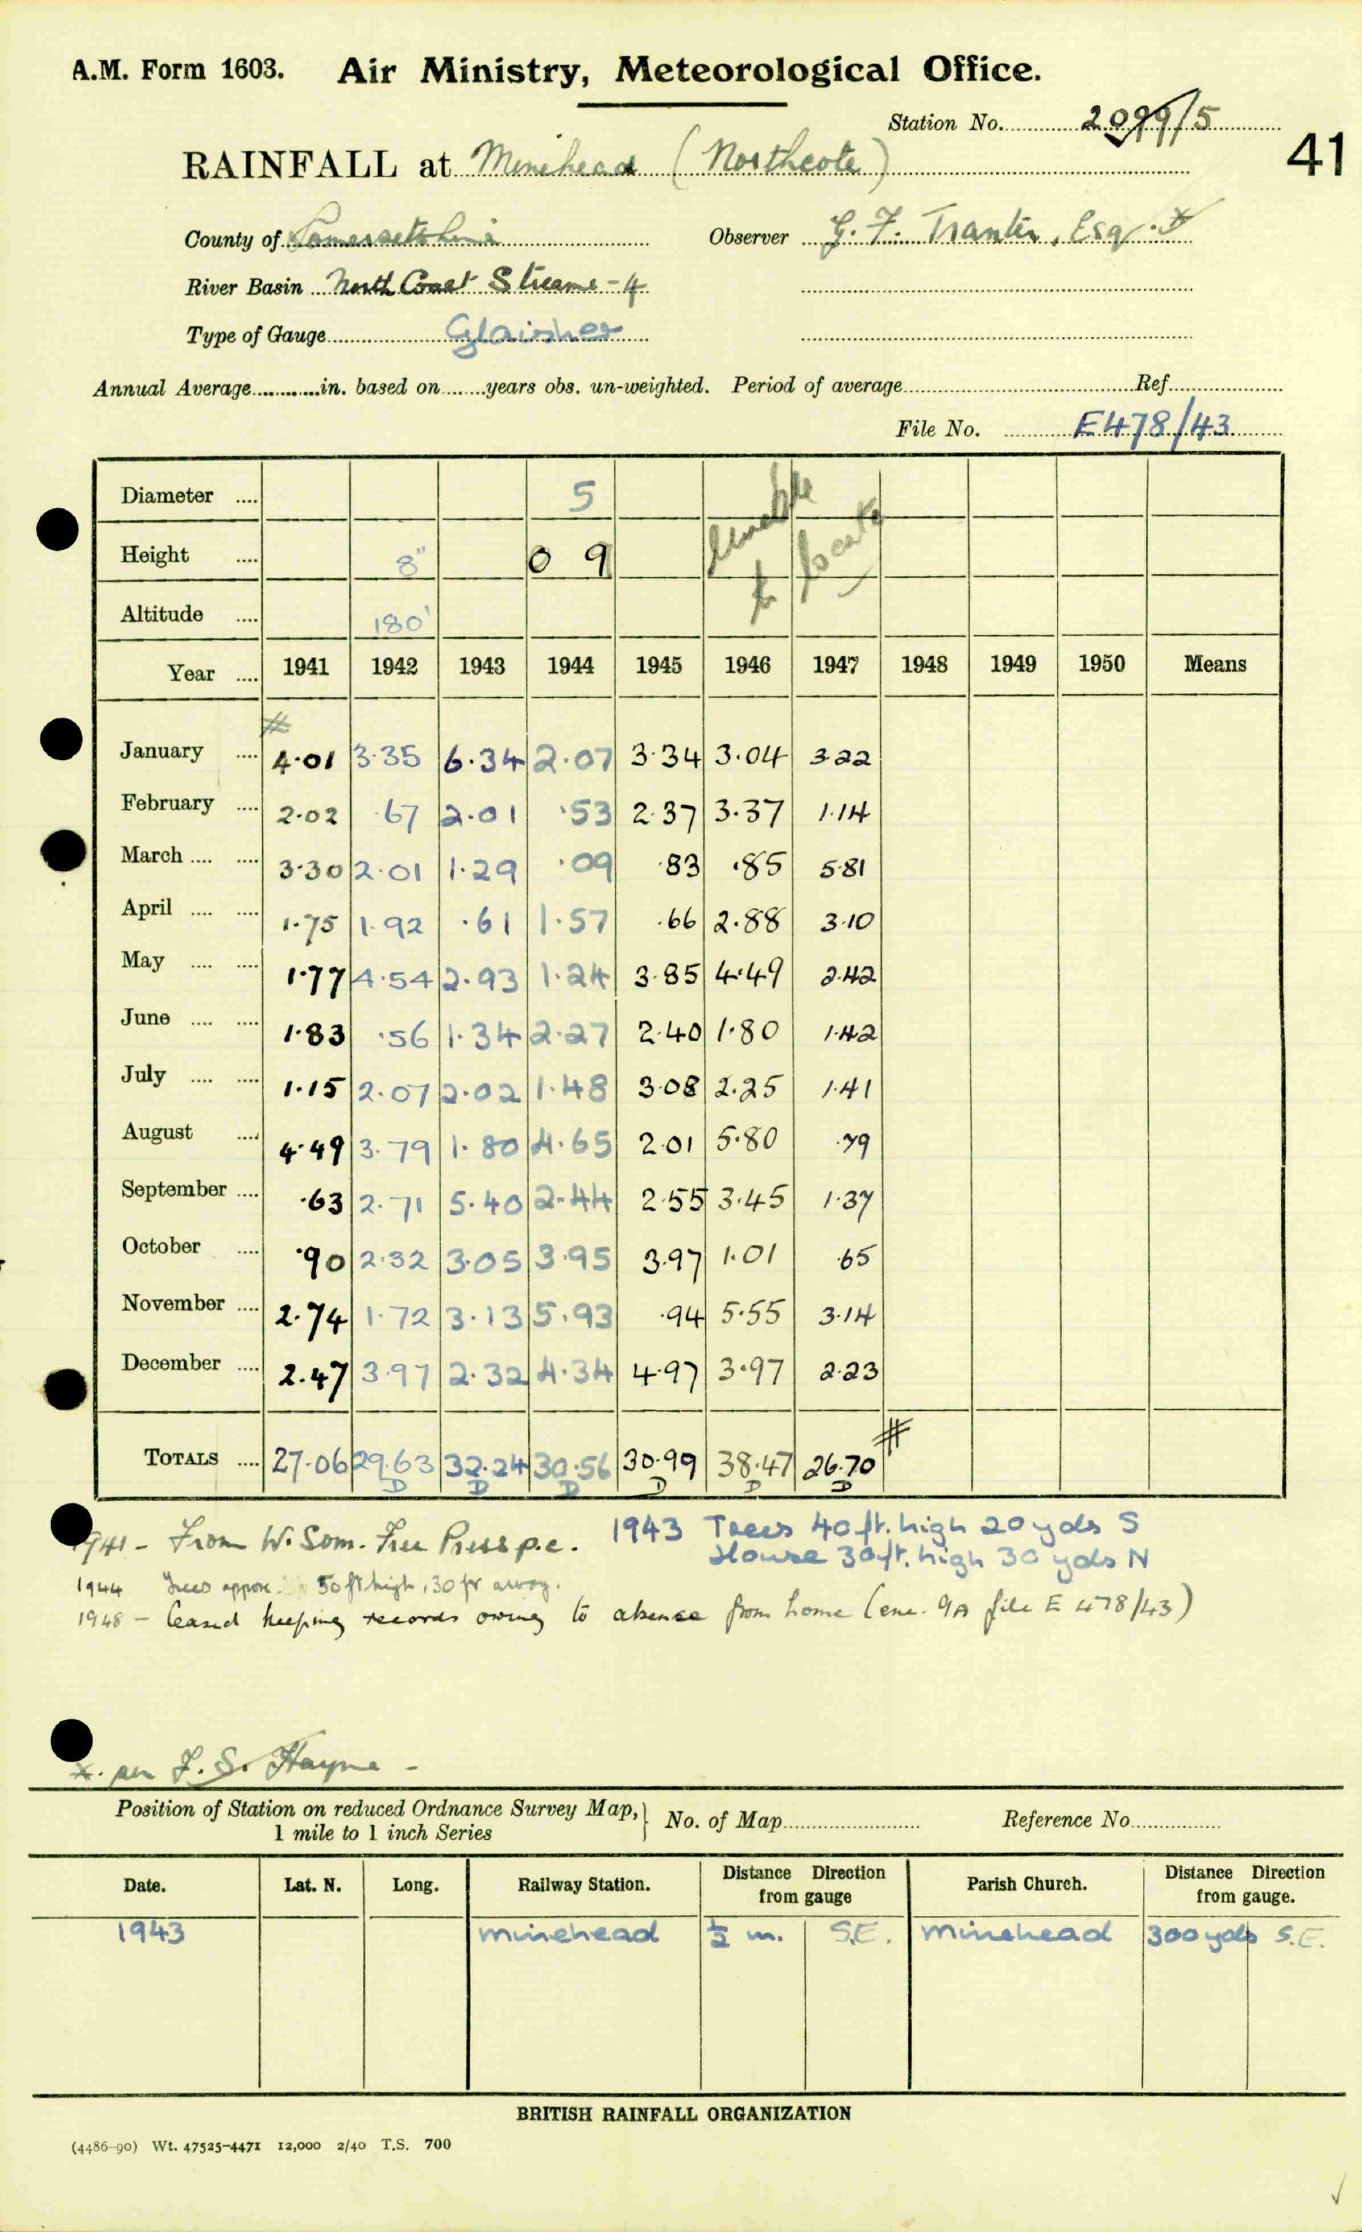 A.M. Form 1603. Air Ministry, Meteorological Office.
Station No. 2099/5
41
RAINFALL at Minehead (Northcote)
County of Somersetshire Observer G. F. Tranter, Esq. x
River Basin North Coast Streams - 4
Type of Gauge Glaisher
Annual Average in. based on years obs. un-weighted. Period of average Ref
File No. E478/43
Diameter 5
Height 8" 0 9
Altitude 180'
Unable to locate
Year 1941 1942 1943 1944 1945 1946 1947 1948 1949 1950 Means
#
January 4.01 3.35 6.34 2.07 3.34 3.04 3.22
February 2.02 .67 2.01 .53 2.37 3.37 1.14
March 3.30 2.01 1.29 .09 .83 .85 5.81
April 1.75 1.92 .61 1.57 .66 2.88 3.10
May 1.77 4.54 2.93 1.24 3.85 4.49 2.42
June 1.83 .56 1.34 2.27 2.40 1.80 1.42
July 1.15 2.07 2.02 1.48 3.08 2.25 1.41
August 4.49 3.79 1.80 4.65 2.01 5.80 .79
September .63 2.71 5.40 2.44 2.55 3.45 1.37
October .90 2.32 3.05 3.95 3.97 1.01 .65
November 2.74 1.72 3.13 5.93 .94 5.55 3.14
December 2.47 3.97 2.32 4.34 4.97 3.97 2.23
TOTALS 27.06 29.63 32.24 30.56 30.99 38.47 26.70 #
D D D D D D
1941 - From W. Som. Free Press p.c. 1943 Trees 40 ft. high 20 yds S
House 30 ft. high 30 yds N
1944 Trees approx. 50 ft high, 30 ft away.
1948 - Ceased keeping records owing to absence from home (enc. 9A file E 478/43)
x. per F. S. Hayne -
Position of Station on reduced Ordnance Survey Map, 1 mile to 1 inch Series No. of Map Reference No.
Date. Lat. N. Long. Railway Station. Distance Direction from gauge Parish Church. Distance Direction from gauge.
1943 Minehead ½ m. S.E. Minehead 300 yds S.E.
BRITISH RAINFALL ORGANIZATION
(4486-90) Wt. 47525-4471 12,000 2/40 T.S. 700